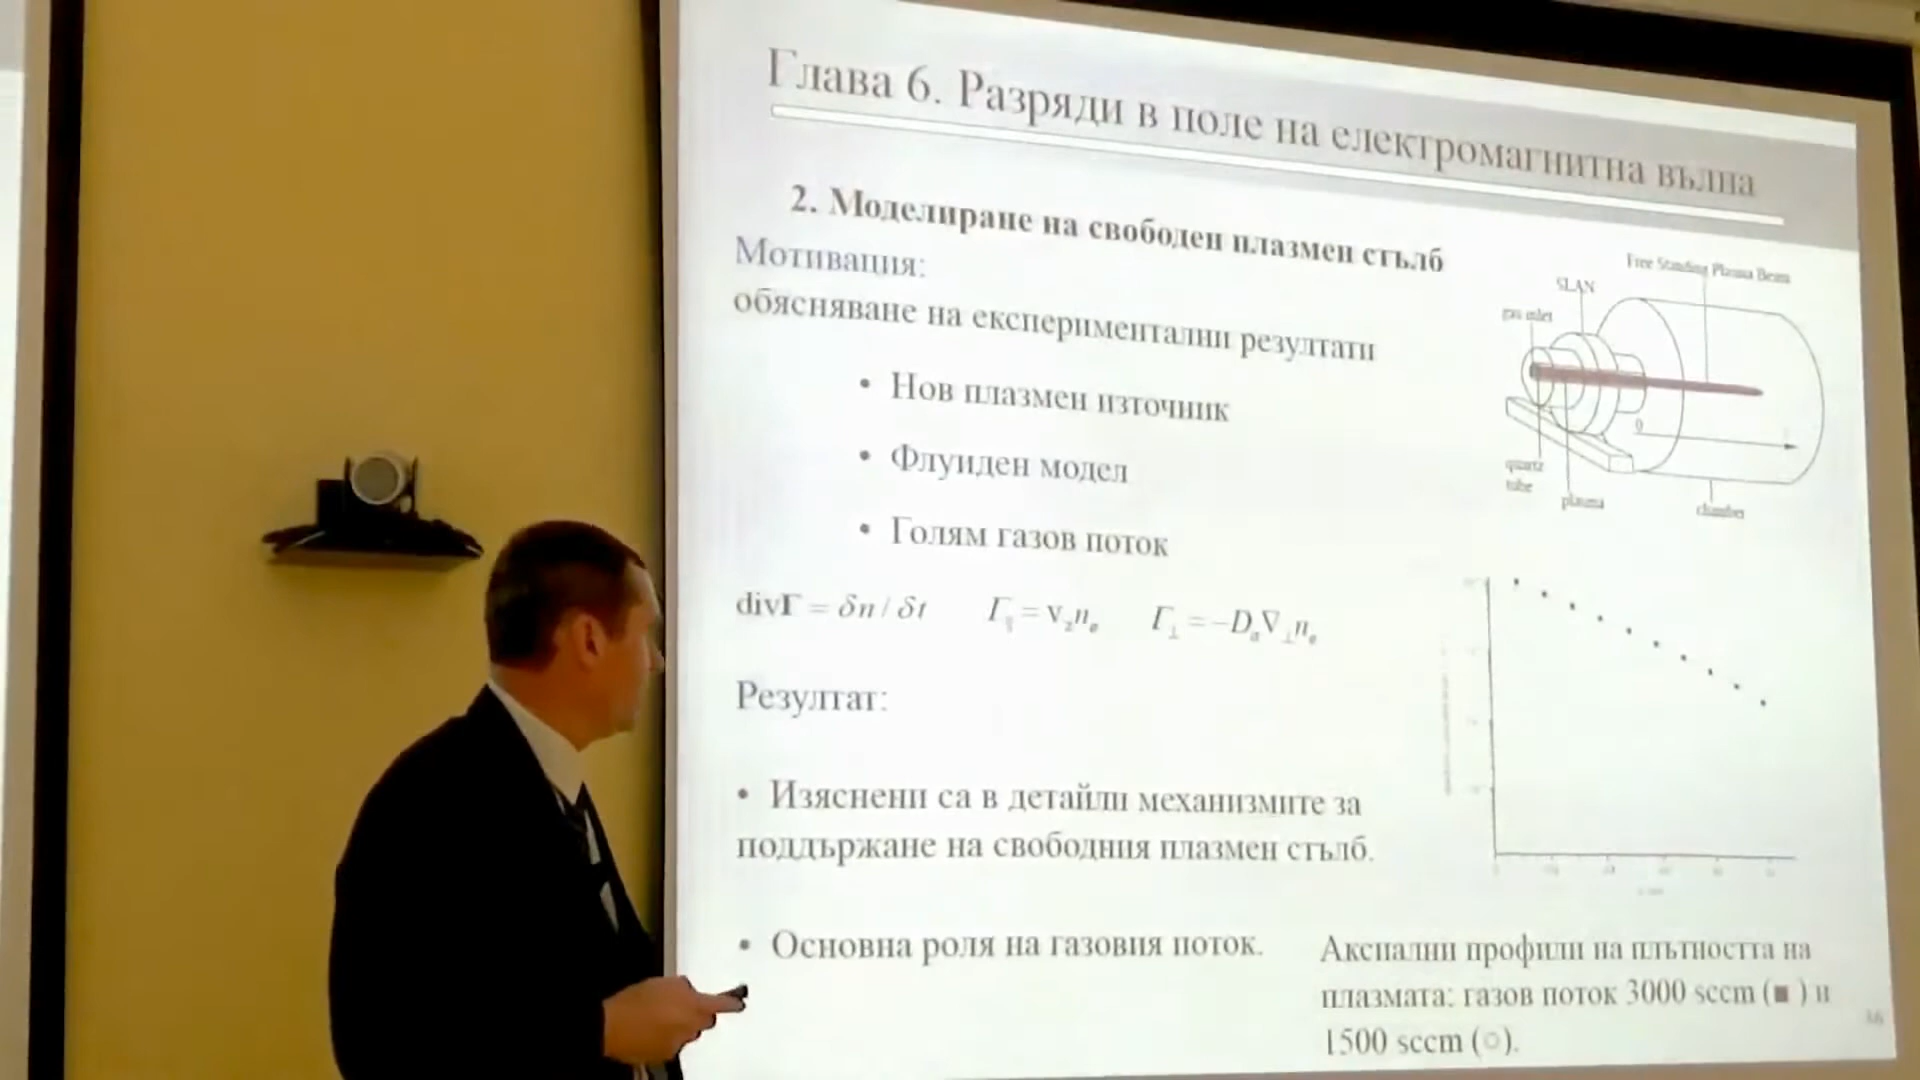 Глава 6. Разряди в поле на електромагнитна вълна
2. Моделиране на свободен плазмен стълб
Мотивация:
обясняване на експериментални резултати
• Нов плазмен източник
• Флуиден модел
• Голям газов поток
divΓ = δn / δt Γ∥ = v_z n_e Γ⊥ = −D_a ∇⊥ n_e
Резултат:
• Изяснени са в детайли механизмите за
поддържане на свободния плазмен стълб.
• Основна роля на газовия поток.
Free Standing Plasma Beam
SLAN
gas inlet
0
quartz
tube
plasma
chamber
Аксиални профили на плътността на
плазмата: газов поток 3000 sccm (■ ) и
1500 sccm (○).